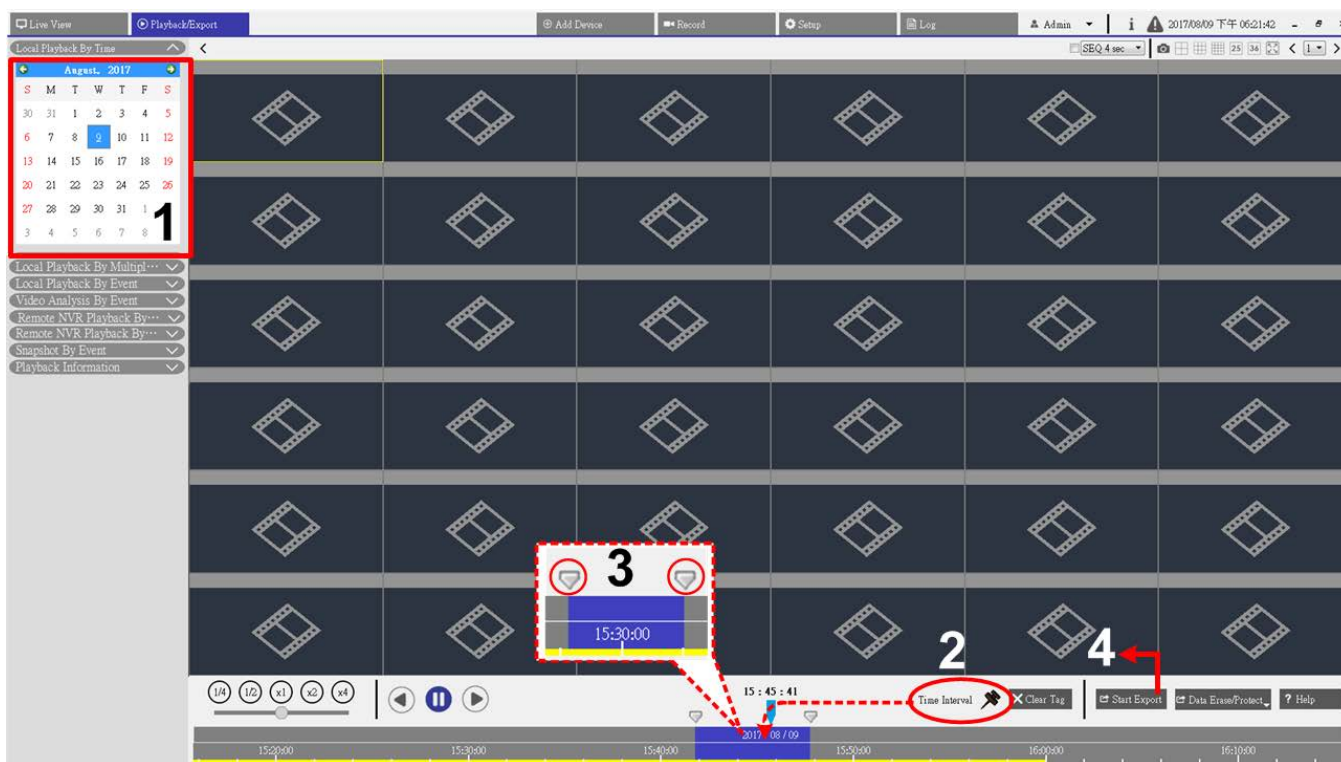 Live View
Playback/Export
Add Device
Record
Setup
Log
Admin
i
2017/08/09 下午 06:21:42
Local Playback By Time
SEQ 4 sec
25
36
1
August, 2017
S M T W T F S
30 31 1 2 3 4 5
6 7 8 9 10 11 12
13 14 15 16 17 18 19
20 21 22 23 24 25 26
27 28 29 30 31 1
3 4 5 6 7 8
1
Local Playback By Multipl···
Local Playback By Event
Video Analysis By Event
Remote NVR Playback By···
Remote NVR Playback By···
Snapshot By Event
Playback Information
3
15:30:00
2
4
1/4 1/2 x1 x2 x4
15 : 45 : 41
Time Interval
Clear Tag
Start Export
Data Erase/Protect
? Help
2017 08 / 09
15:20:00 15:30:00 15:40:00 15:50:00 16:00:00 16:10:00